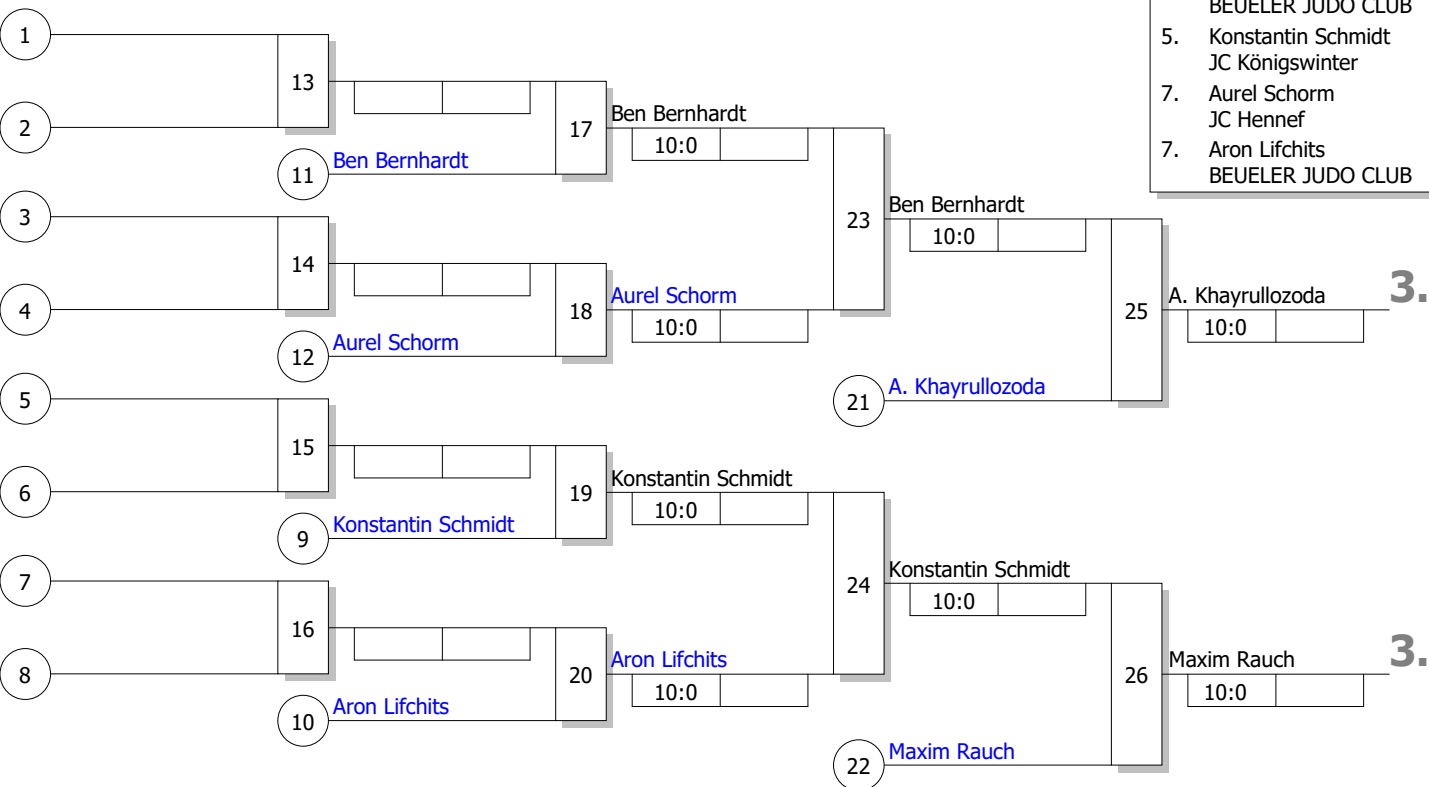 BEUELER JUDO CLUB
5. Konstantin Schmidt
JC Königswinter
7. Aurel Schorm
JC Hennef
7. Aron Lifchits
BEUELER JUDO CLUB
1
13
2
17
Ben Bernhardt
10:0
11
Ben Bernhardt
3
23
Ben Bernhardt
10:0
14
4
18
Aurel Schorm
10:0
12
Aurel Schorm
25
A. Khayrullozoda
3.
10:0
5
21
A. Khayrullozoda
15
6
19
Konstantin Schmidt
10:0
9
Konstantin Schmidt
7
24
Konstantin Schmidt
10:0
16
8
20
Aron Lifchits
10:0
10
Aron Lifchits
26
Maxim Rauch
3.
10:0
22
Maxim Rauch